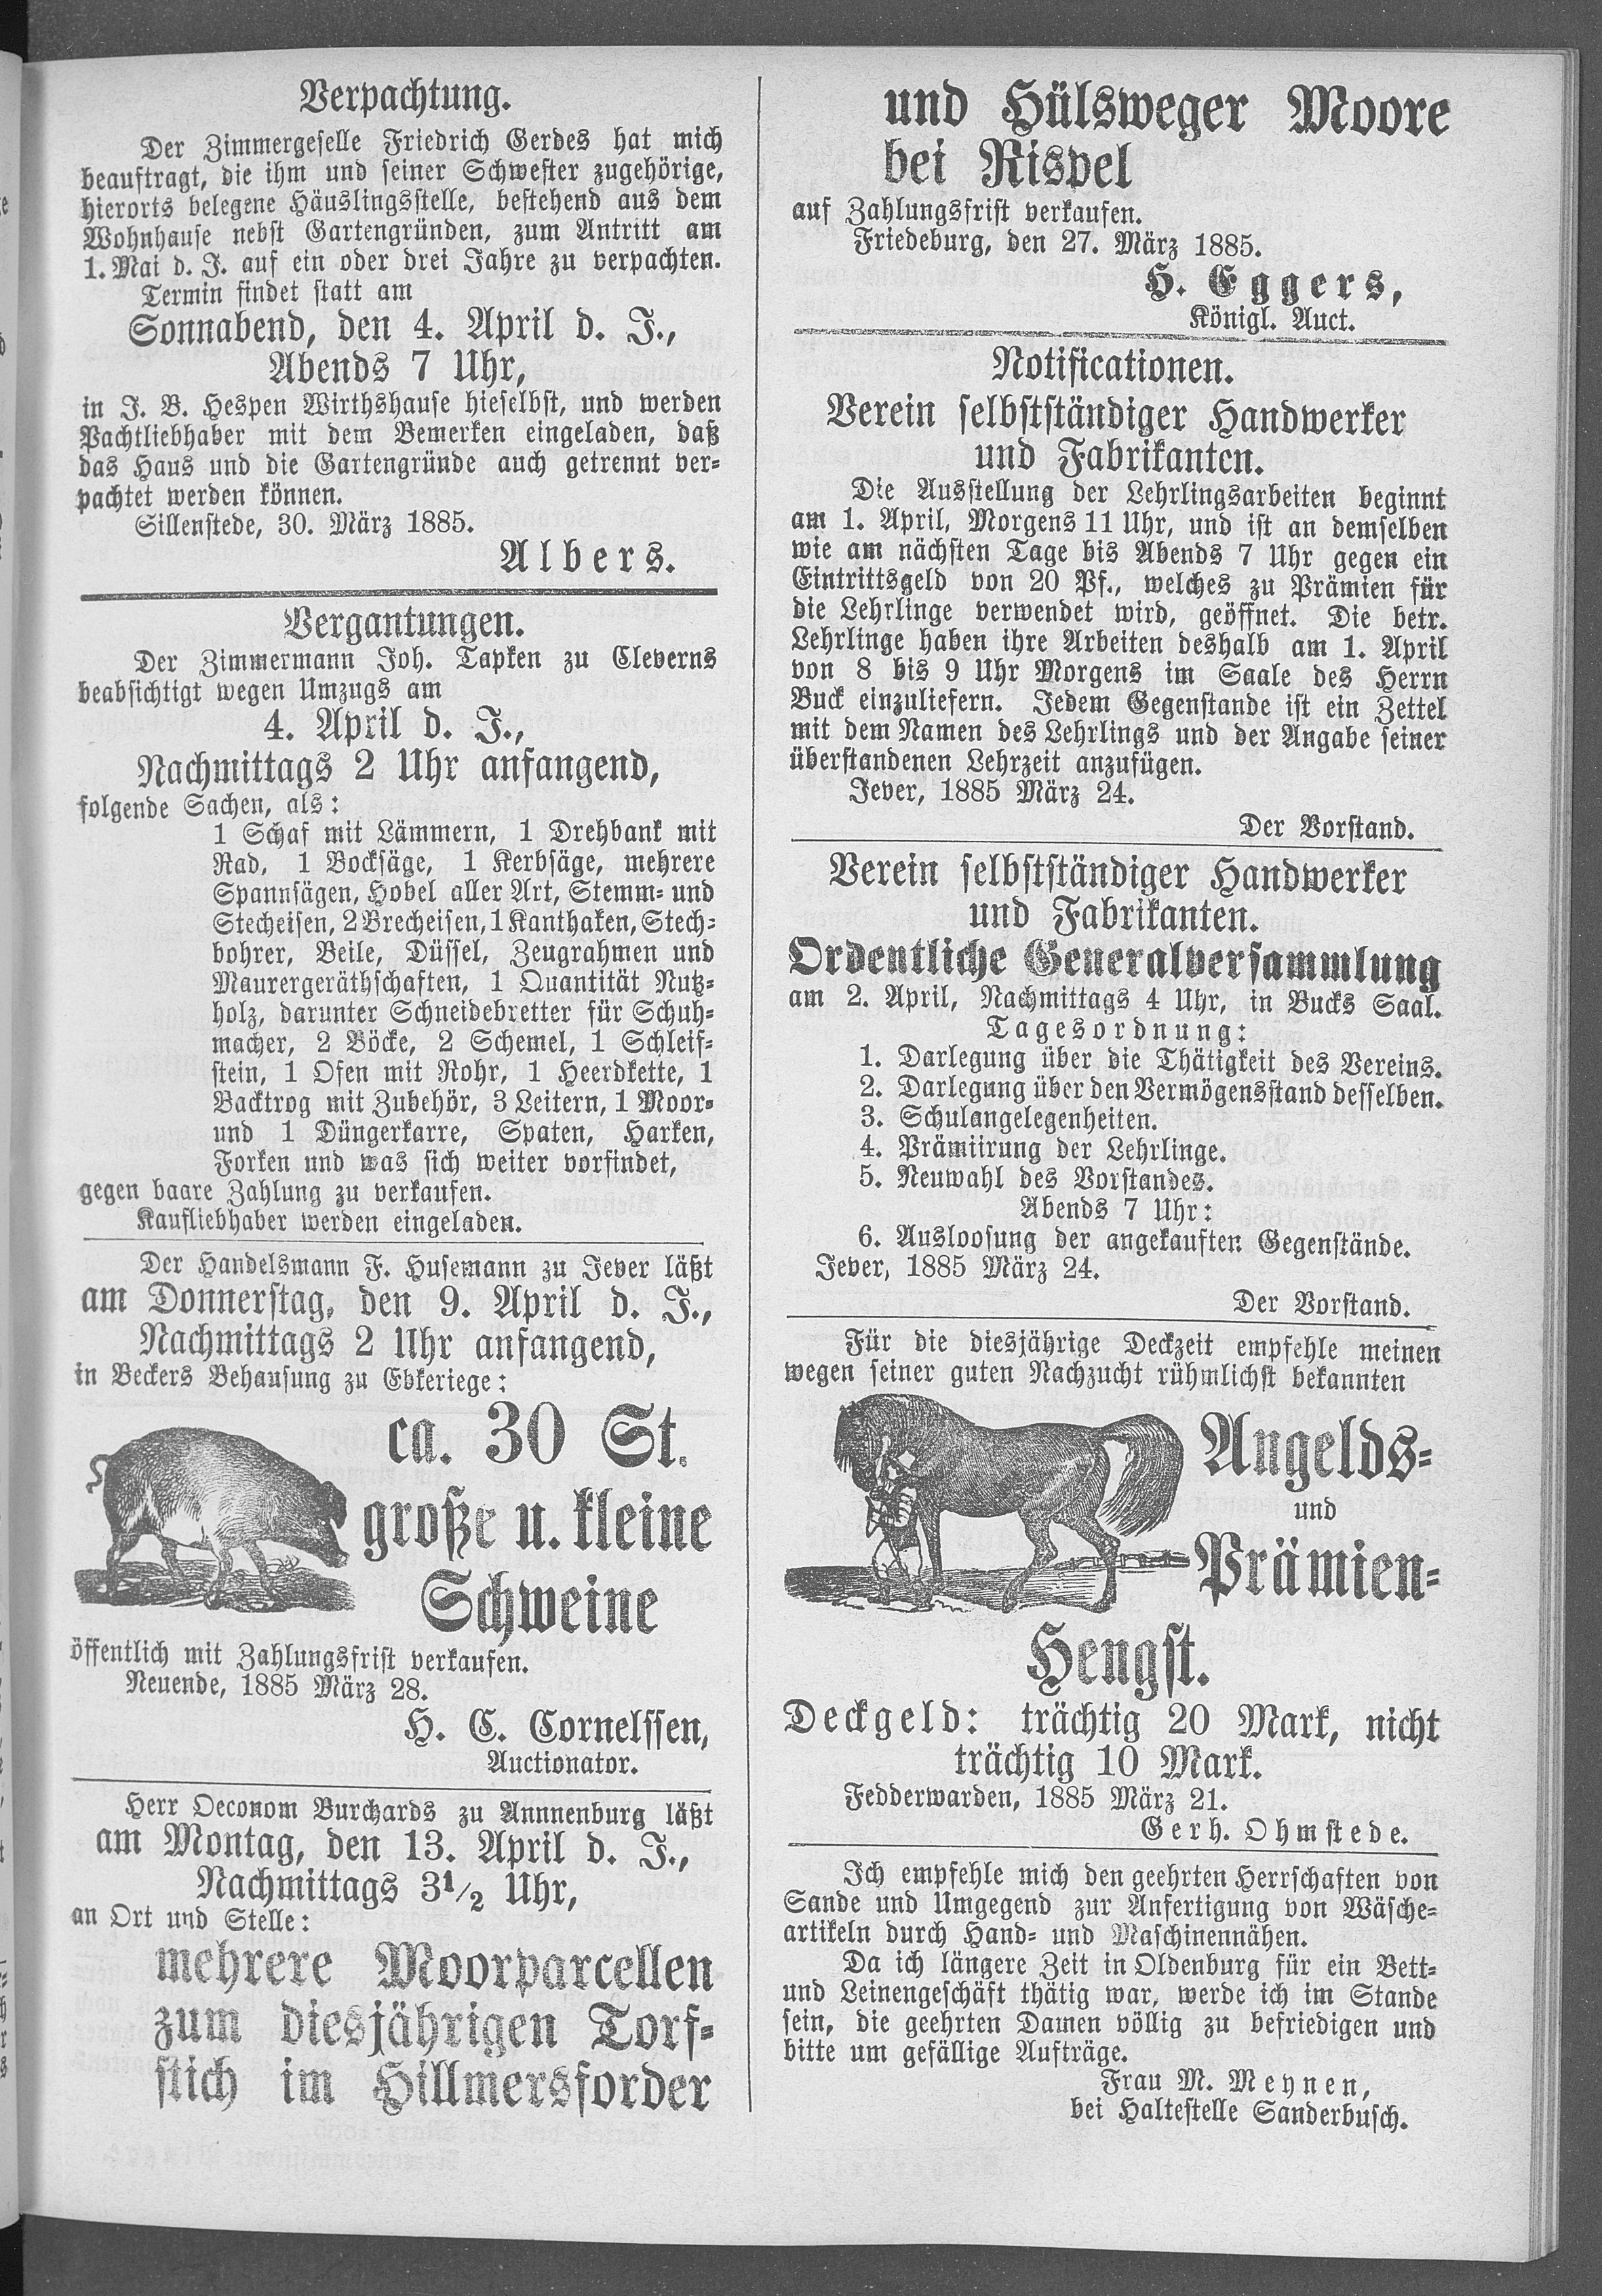 Verpachtung.
Der Zimmergeselle Friedrich Gerdes hat mich
beauftragt, die ihm und seiner Schwester zugehörige,
hierorts belegene Häuslingsstelle, bestehend aus dem
Wohnhause nebst Gartengründen, zum Antritt am
1. Mai d. J. auf ein oder drei Jahre zu verpachten.
Termin findet statt am
Sonnabend, den 4. April d. J.,
Abends 7 Uhr,
in J. B. Hespen Wirthshause hieselbst, und werden
Pachtliebhaber mit dem Bemerken eingeladen, daß
das Haus und die Gartengründe auch getrennt ver-
pachtet werden können.
Sillenstede, 30. März 1885.
Albers.
Vergantungen.
Der Zimmermann Joh. Tapken zu Cleverns
beabsichtigt wegen Umzugs am
4. April d. J.,
Nachmittags 2 Uhr anfangend,
folgende Sachen, als:
1 Schaf mit Lämmern, 1 Drehbank mit
Rad, 1 Bocksäge, 1 Kerbsäge, mehrere
Spannsägen, Hobel aller Art, Stemm- und
Stecheisen, 2 Brecheisen, 1 Kanthaken, Stech-
bohrer, Beile, Düssel, Zeugrahmen und
Maurergeräthschaften, 1 Quantität Nutz-
holz, darunter Schneidebretter für Schuh-
macher, 2 Böcke, 2 Schemel, 1 Schleif-
stein, 1 Ofen mit Rohr, 1 Heerdkette, 1
Backtrog mit Zubehör, 3 Leitern, 1 Moor-
und 1 Düngerkarre, Spaten, Harken,
Forken und was sich weiter vorfindet,
gegen baare Zahlung zu verkaufen.
Kaufliebhaber werden eingeladen.
Der Handelsmann F. Husemann zu Jever läßt
am Donnerstag, den 9. April d. J.,
Nachmittags 2 Uhr anfangend,
in Beckers Behausung zu Ebkeriege:
ca. 30 St.
große u. kleine
Schweine
öffentlich mit Zahlungsfrist verkaufen.
Neuende, 1885 März 28.
H. C. Cornelssen,
Auctionator.
Herr Oeconom Burchards zu Annnenburg läßt
am Montag, den 13. April d. J.,
Nachmittags 3 1/2 Uhr,
an Ort und Stelle:
mehrere Moorparcellen
zum diesjährigen Torf-
stich im Hillmersforder
und Hülsweger Moore
bei Rispel
auf Zahlungsfrist verkaufen.
Friedeburg, den 27. März 1885.
H. Eggers,
Königl. Auct.
Notificationen.
Verein selbstständiger Handwerker
und Fabrikanten.
Die Ausstellung der Lehrlingsarbeiten beginnt
am 1. April, Morgens 11 Uhr, und ist an demselben
wie am nächsten Tage bis Abends 7 Uhr gegen ein
Eintrittsgeld von 20 Pf., welches zu Prämien für
die Lehrlinge verwendet wird, geöffnet. Die betr.
Lehrlinge haben ihre Arbeiten deshalb am 1. April
von 8 bis 9 Uhr Morgens im Saale des Herrn
Buck einzuliefern. Jedem Gegenstande ist ein Zettel
mit dem Namen des Lehrlings und der Angabe seiner
überstandenen Lehrzeit anzufügen.
Jever, 1885 März 24.
Der Vorstand.
Verein selbstständiger Handwerker
und Fabrikanten.
Ordentliche Generalversammlung
am 2. April, Nachmittags 4 Uhr, in Bucks Saal.
Tagesordnung:
1. Darlegung über die Thätigkeit des Vereins.
2. Darlegung über den Vermögensstand desselben.
3. Schulangelegenheiten.
4. Prämiirung der Lehrlinge.
5. Neuwahl des Vorstandes.
Abends 7 Uhr:
6. Ausloosung der angekauften Gegenstände.
Jever, 1885 März 24.
Der Vorstand.
Für die diesjährige Deckzeit empfehle meinen
wegen seiner guten Nachzucht rühmlichst bekannten
Angelds-
und
Prämien-
Hengst.
Deckgeld: trächtig 20 Mark, nicht
trächtig 10 Mark.
Fedderwarden, 1885 März 21.
Gerh. Ohmstede.
Ich empfehle mich den geehrten Herrschaften von
Sande und Umgegend zur Anfertigung von Wäsche-
artikeln durch Hand- und Maschinennähen.
Da ich längere Zeit in Oldenburg für ein Bett-
und Leinengeschäft thätig war, werde ich im Stande
sein, die geehrten Damen völlig zu befriedigen und
bitte um gefällige Aufträge.
Frau M. Meynen,
bei Haltestelle Sanderbusch.